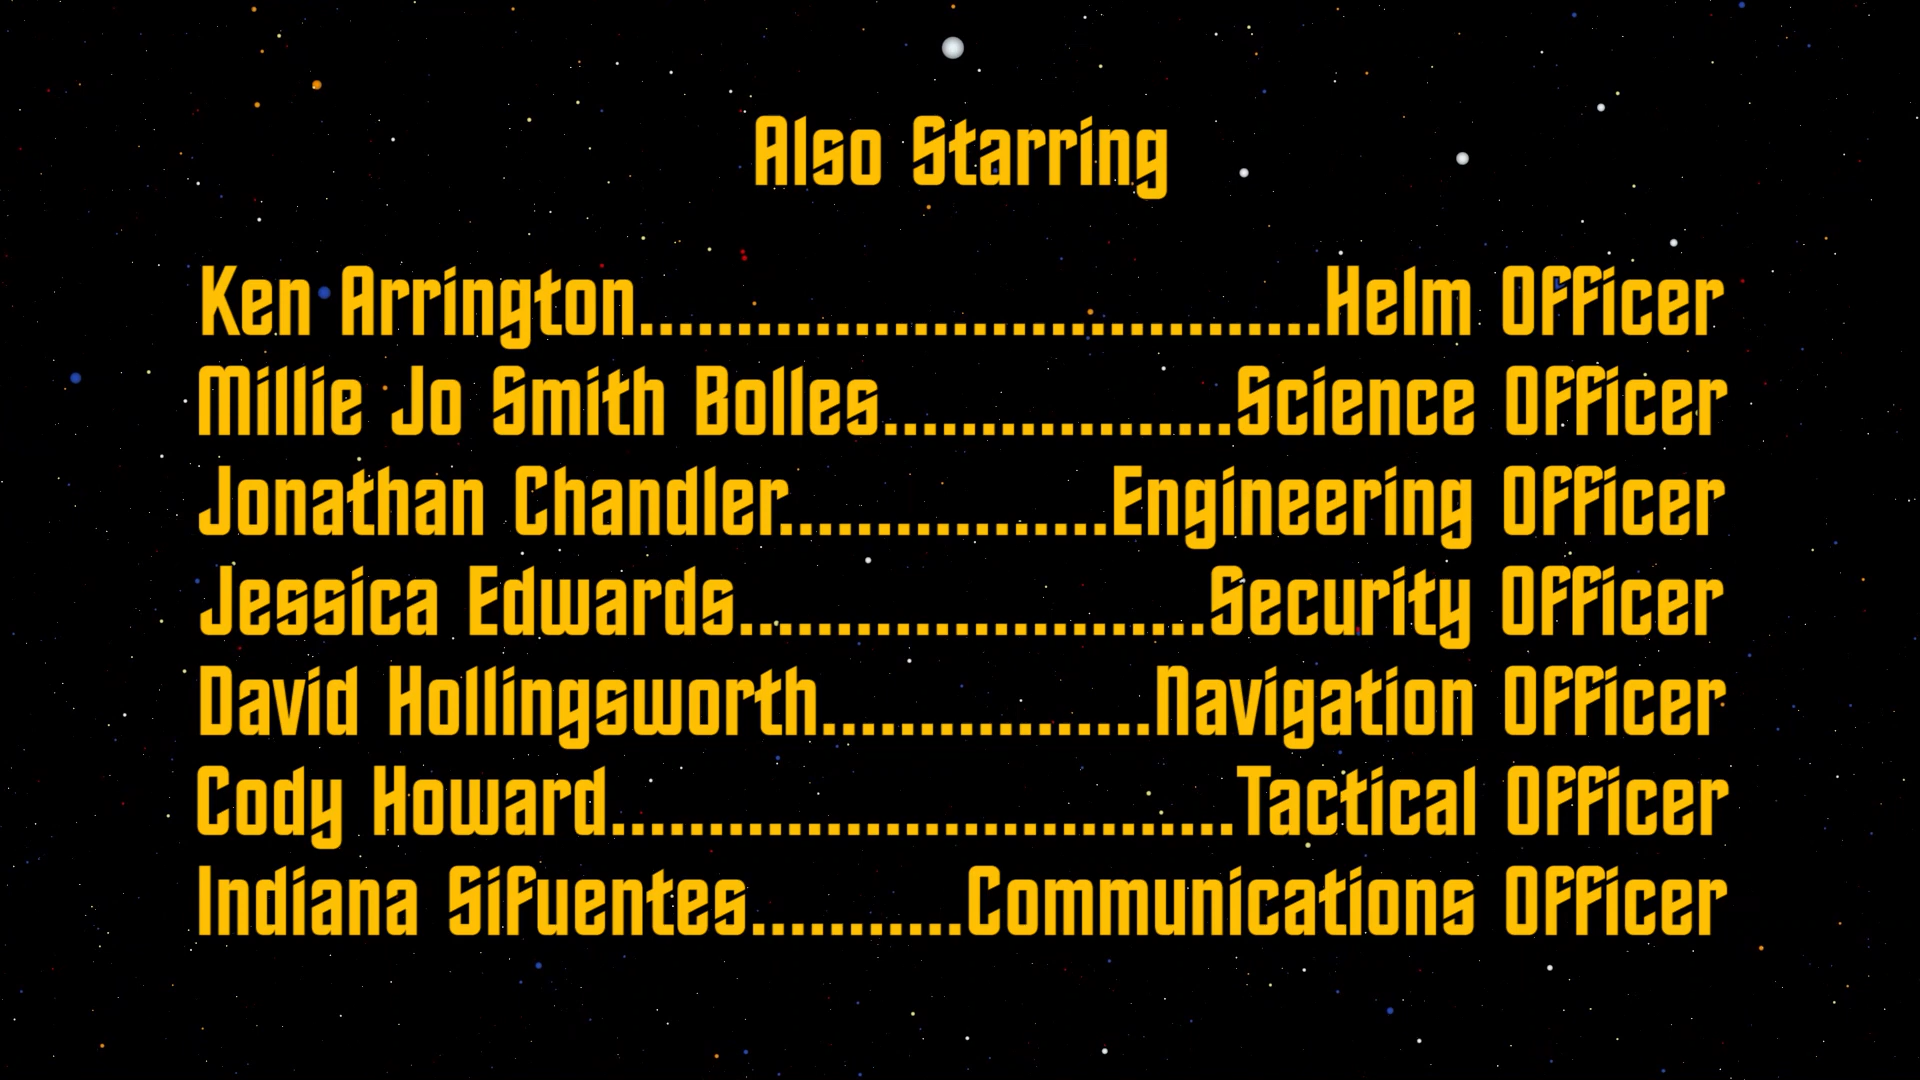 Also Starring
Ken Arrington..................................Helm Officer
Millie Jo Smith Bolles..................Science Officer
Jonathan Chandler.................Engineering Officer
Jessica Edwards........................Security Officer
David Hollingsworth.................Navigation Officer
Cody Howard................................Tactical Officer
Indiana Sifuentes...........Communications Officer